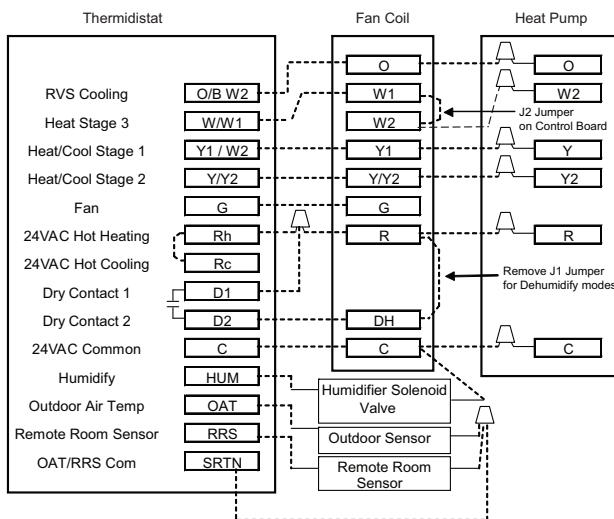 Thermidistat Fan Coil Heat Pump
O O
RVS Cooling O/B W2 W1 W2
Heat Stage 3 W/W1 W2 J2 Jumper
on Control Board
Heat/Cool Stage 1 Y1 / W2 Y1 Y
Heat/Cool Stage 2 Y/Y2 Y/Y2 Y2
Fan G G
24VAC Hot Heating Rh R R
24VAC Hot Cooling Rc
Remove J1 Jumper
for Dehumidify modes
Dry Contact 1 D1
Dry Contact 2 D2 DH
24VAC Common C C C
Humidify HUM Humidifier Solenoid
Valve
Outdoor Air Temp OAT
Outdoor Sensor
Remote Room Sensor RRS
Remote Room
Sensor
OAT/RRS Com SRTN